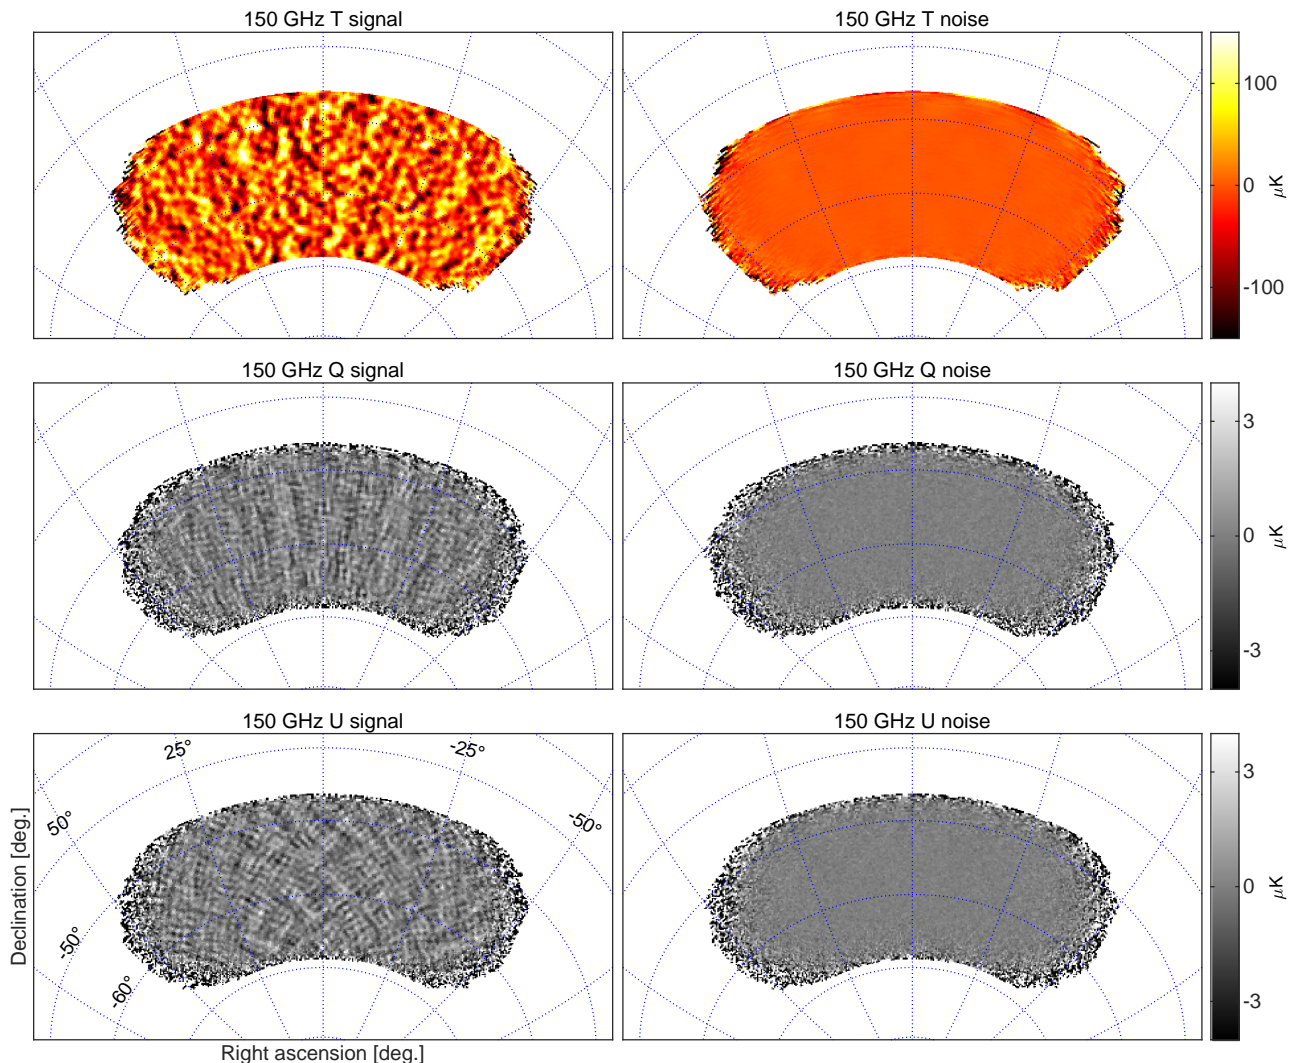 150 GHz T signal
150 GHz T noise
100
0
-100
μK
150 GHz Q signal
150 GHz Q noise
3
0
-3
μK
150 GHz U signal
150 GHz U noise
25°
-25°
50°
-50°
-50°
-60°
3
0
-3
μK
Declination [deg.]
Right ascension [deg.]